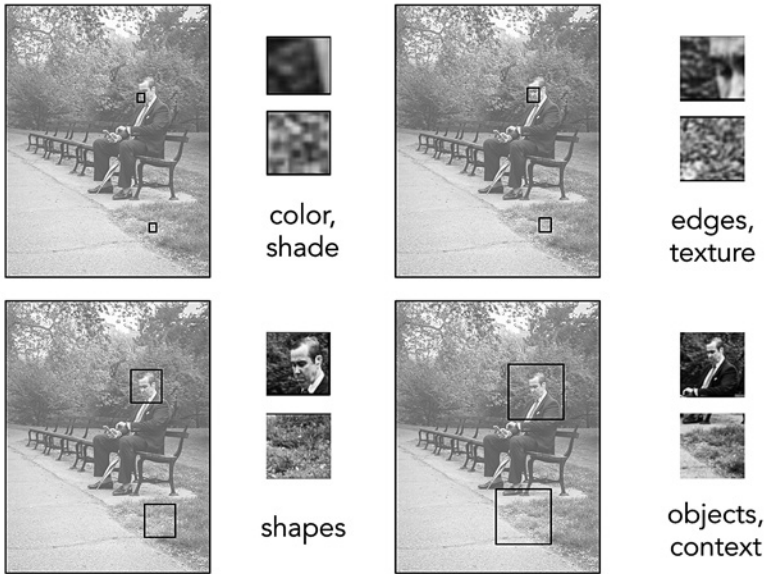 color,
shade
edges,
texture
shapes
objects,
context